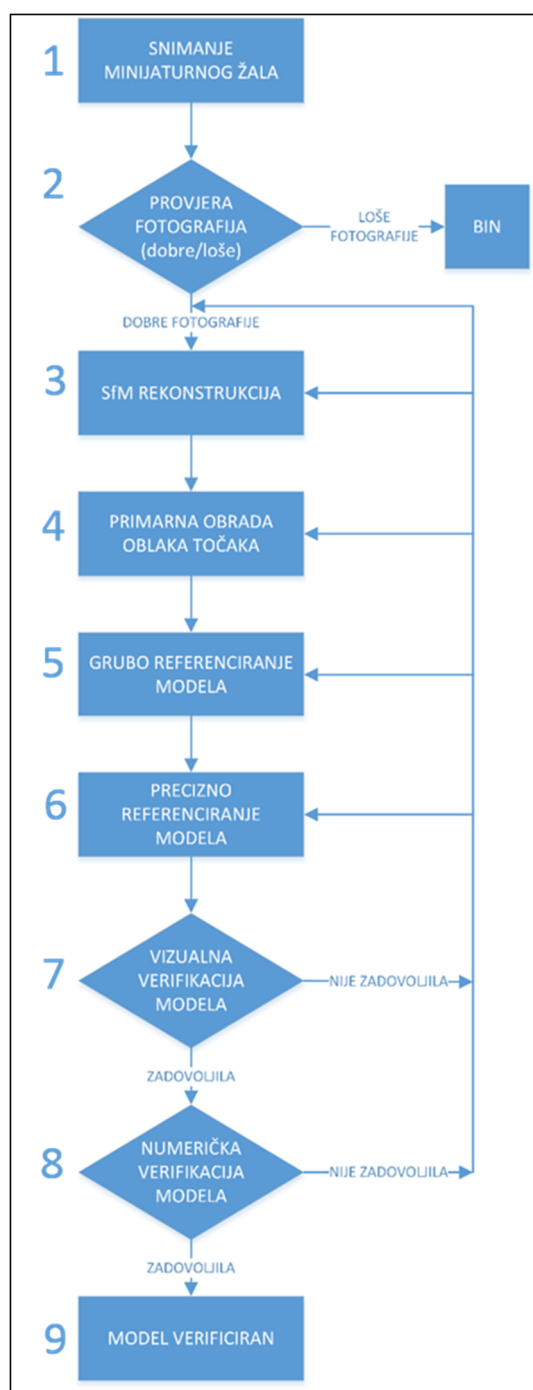 1
SNIMANJE
MINIJATURNOG ŽALA
2
PROVJERA
FOTOGRAFIJA
(dobre/loše)
LOŠE
FOTOGRAFIJE
BIN
DOBRE FOTOGRAFIJE
3
SfM REKONSTRUKCIJA
4
PRIMARNA OBRADA
OBLAKA TOČAKA
5
GRUBO REFERENCIRANJE
MODELA
6
PRECIZNO
REFERENCIRANJE
MODELA
7
VIZUALNA
VERIFIKACIJA
MODELA
NIJE ZADOVOLJILA
ZADOVOLJILA
8
NUMERIČKA
VERIFIKACIJA
MODELA
NIJE ZADOVOLJILA
ZADOVOLJILA
9
MODEL VERIFICIRAN